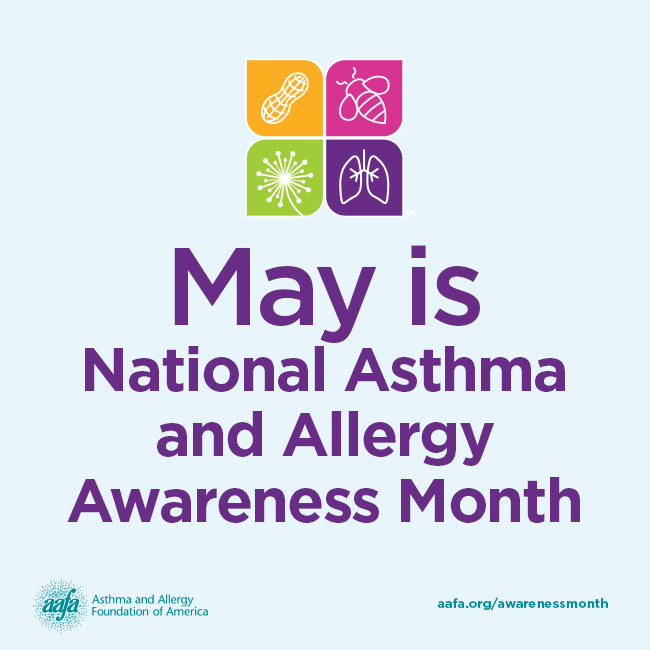 May is
National Asthma
and Allergy
Awareness Month
aafa
Asthma and Allergy
Foundation of America
aafa.org/awarenessmonth